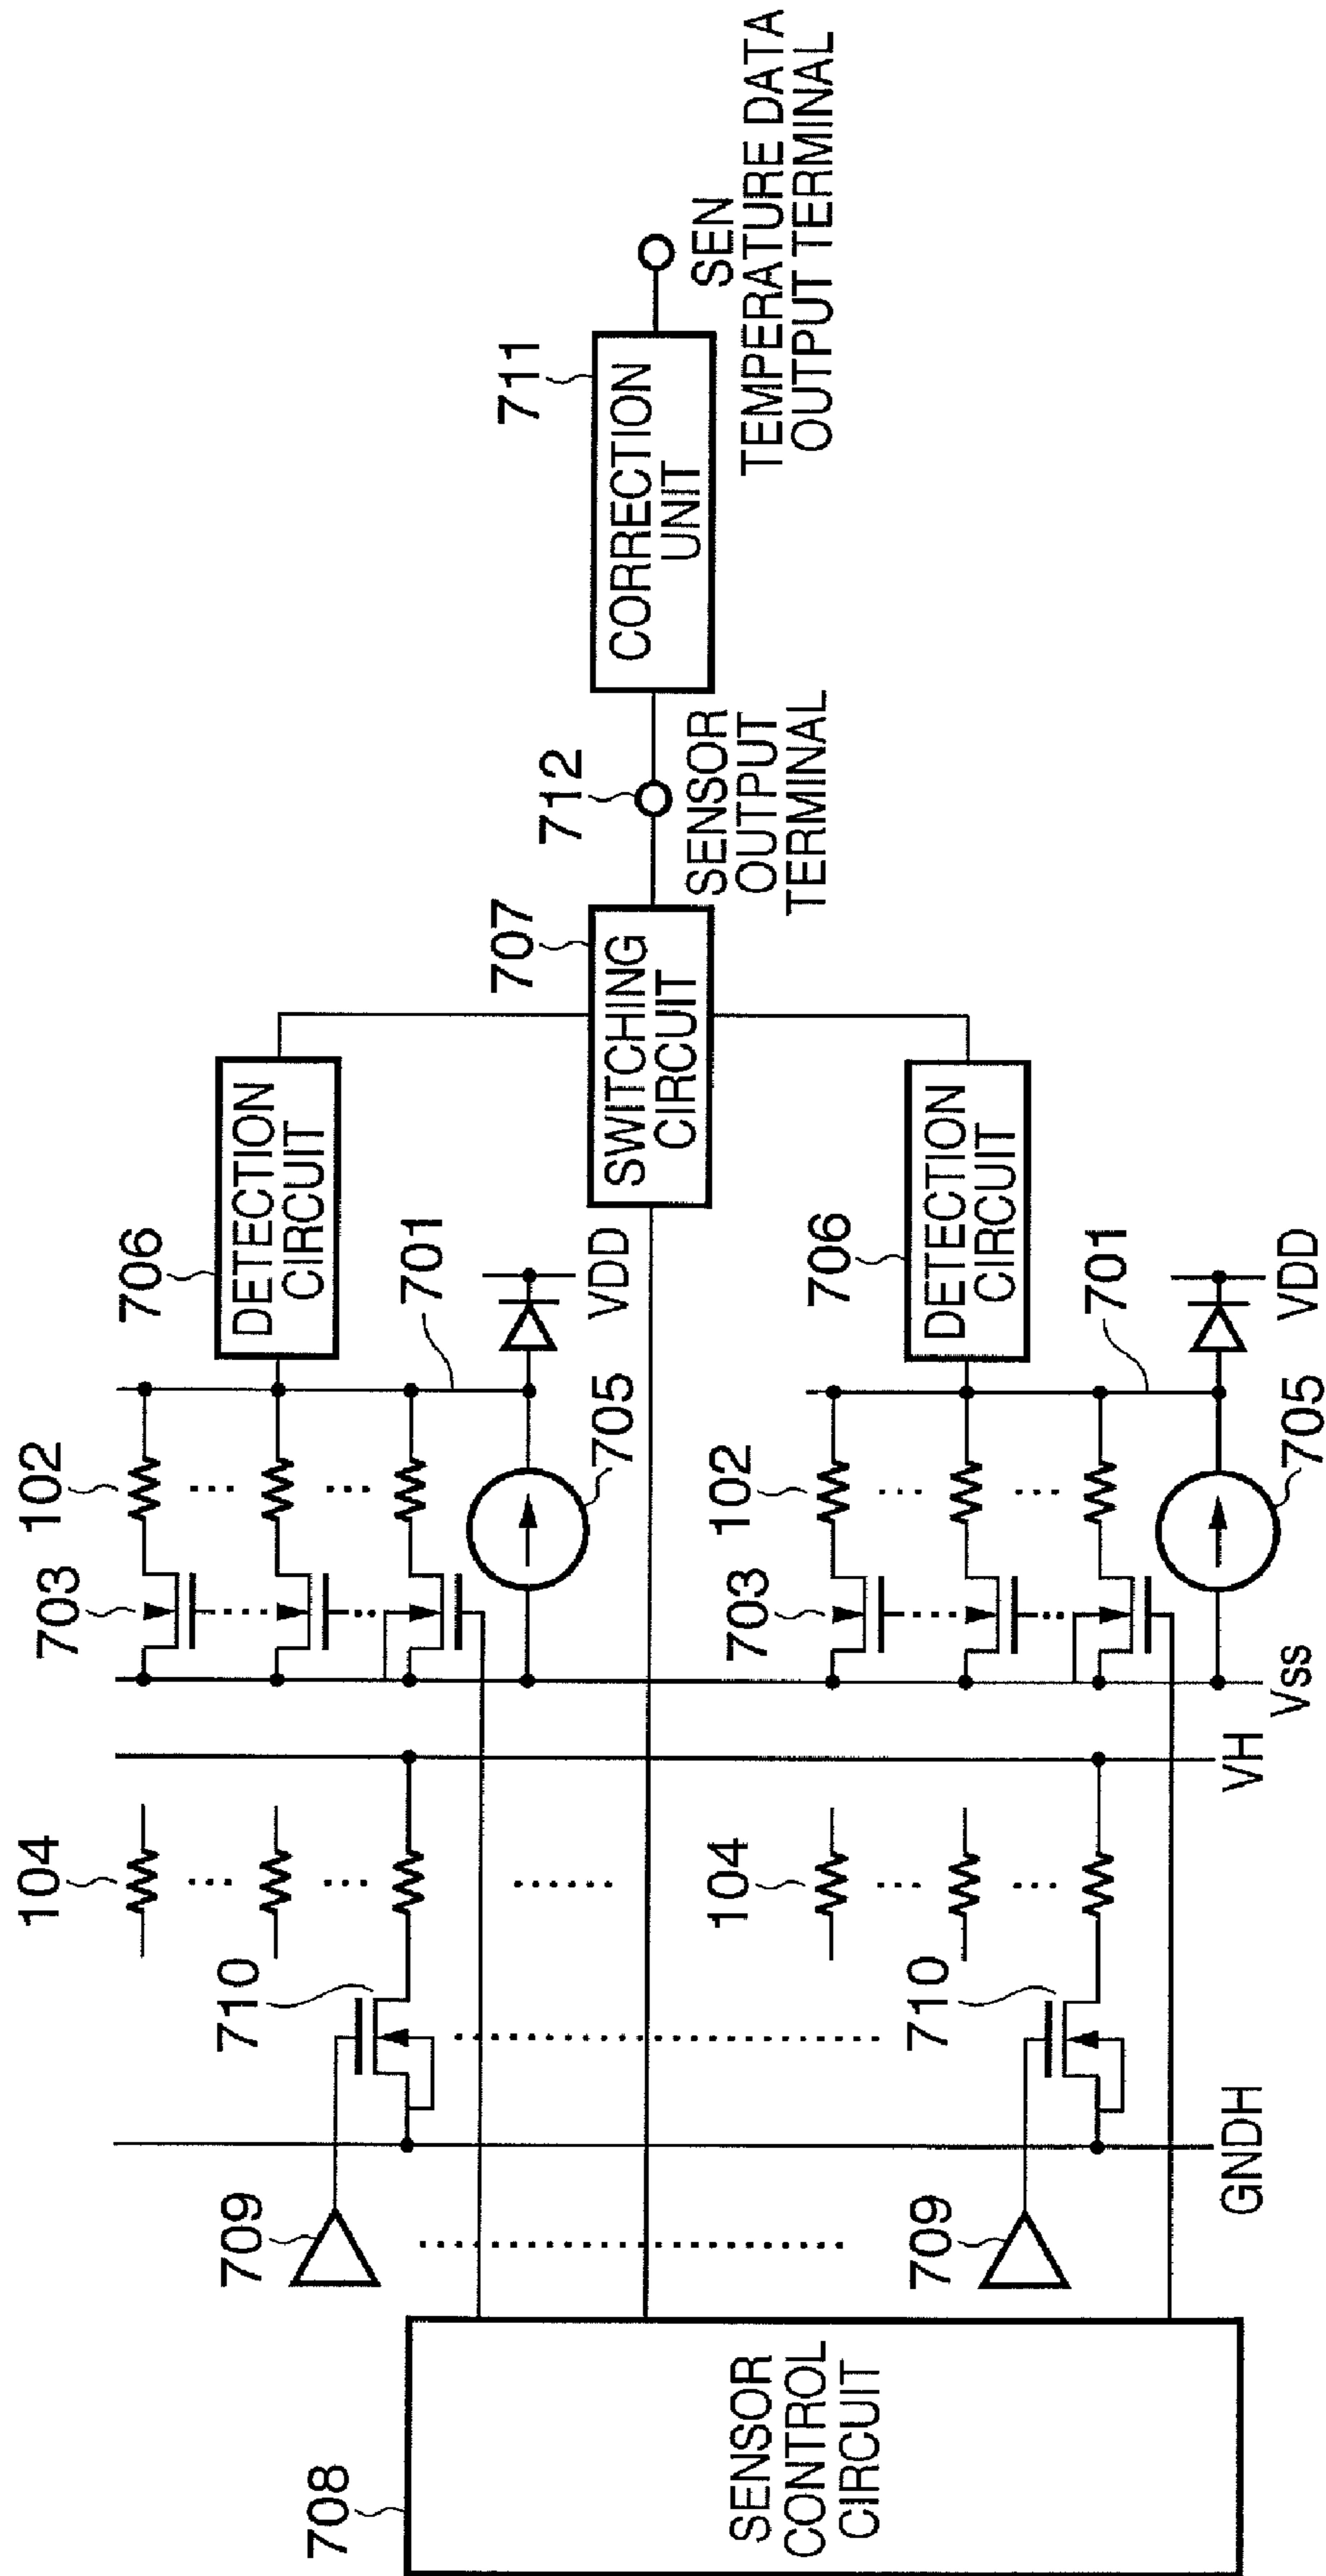 708
SENSOR
CONTROL
CIRCUIT
709
709
710
710
GNDH
104
104
VH
Vss
703
102
703
102
705
705
701
VDD
701
VDD
706
DETECTION
CIRCUIT
706
DETECTION
CIRCUIT
707
SWITCHING
CIRCUIT
712
SENSOR
OUTPUT
TERMINAL
711
CORRECTION
UNIT
SEN
TEMPERATURE DATA
OUTPUT TERMINAL